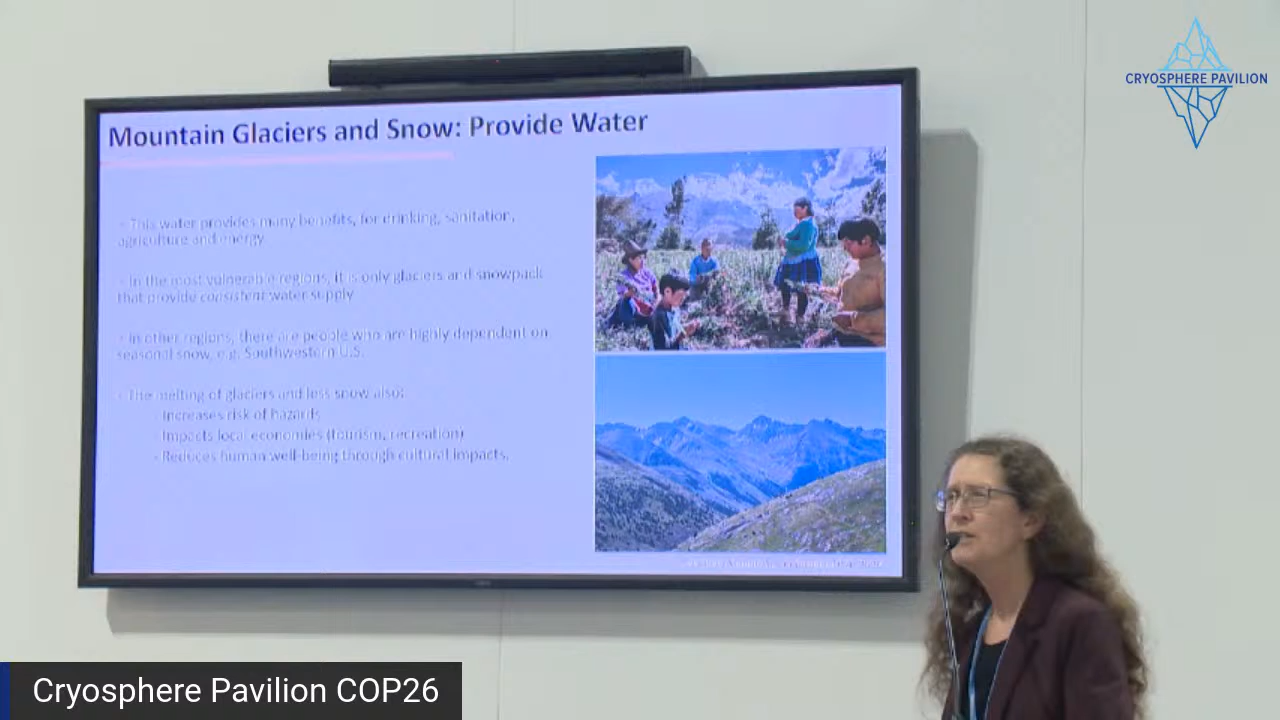 CRYOSPHERE PAVILION
Mountain Glaciers and Snow: Provide Water
- This water provides many benefits, for drinking, sanitation,
agriculture and energy
- In the most vulnerable regions, it is only glaciers and snowpack
that provide consistent water supply
- In other regions, there are people who are highly dependent on
seasonal snow, e.g. Southwestern U.S.
- The melting of glaciers and less snow also:
- Increases risk of hazards
- Impacts local economies (tourism, recreation)
- Reduces human well-being through cultural impacts.
Cryosphere Pavilion COP26